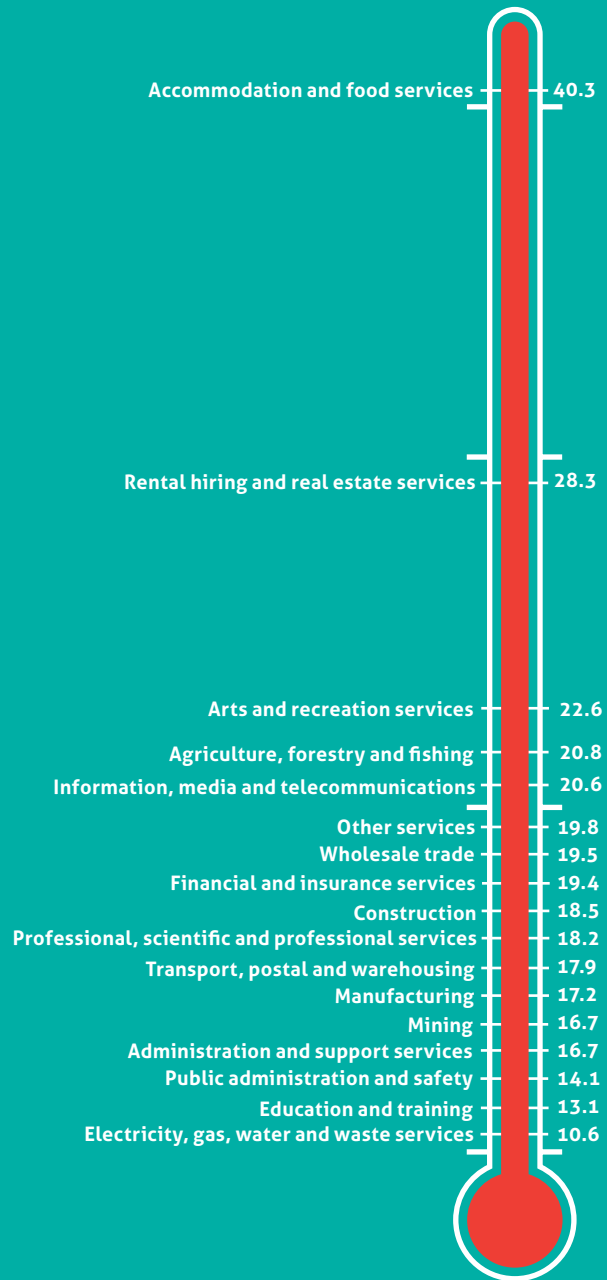 Accommodation and food services 40.3
Rental hiring and real estate services 28.3
Arts and recreation services 22.6
Agriculture, forestry and fishing 20.8
Information, media and telecommunications 20.6
Other services 19.8
Wholesale trade 19.5
Financial and insurance services 19.4
Construction 18.5
Professional, scientific and professional services 18.2
Transport, postal and warehousing 17.9
Manufacturing 17.2
Mining 16.7
Administration and support services 16.7
Public administration and safety 14.1
Education and training 13.1
Electricity, gas, water and waste services 10.6